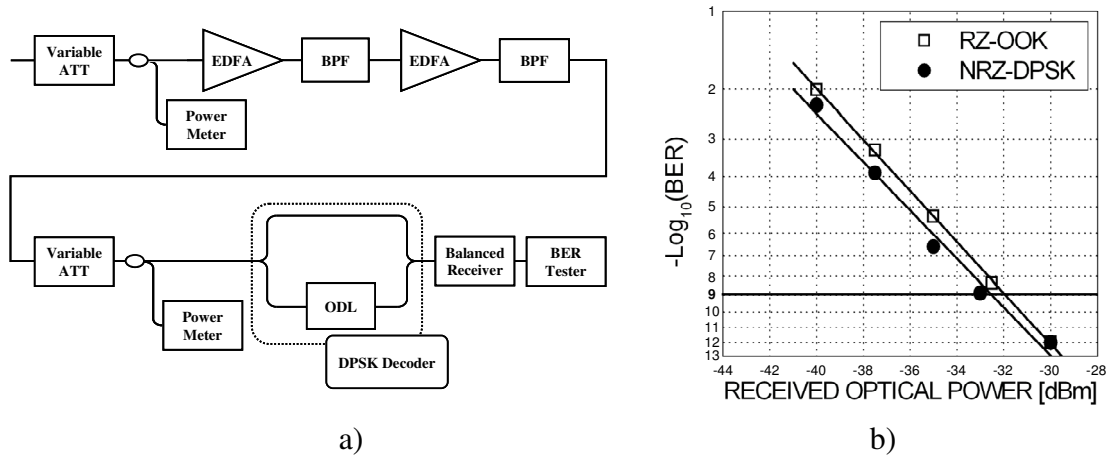 Variable
ATT
EDFA
BPF
EDFA
BPF
Power
Meter
Variable
ATT
Power
Meter
ODL
Balanced
Receiver
BER
Tester
DPSK Decoder
a)
RZ-OOK
NRZ-DPSK
-Log10(BER)
1
2
3
4
5
6
7
8
9
10
11
12
13
-44 -42 -40 -38 -36 -34 -32 -30 -28
RECEIVED OPTICAL POWER [dBm]
b)